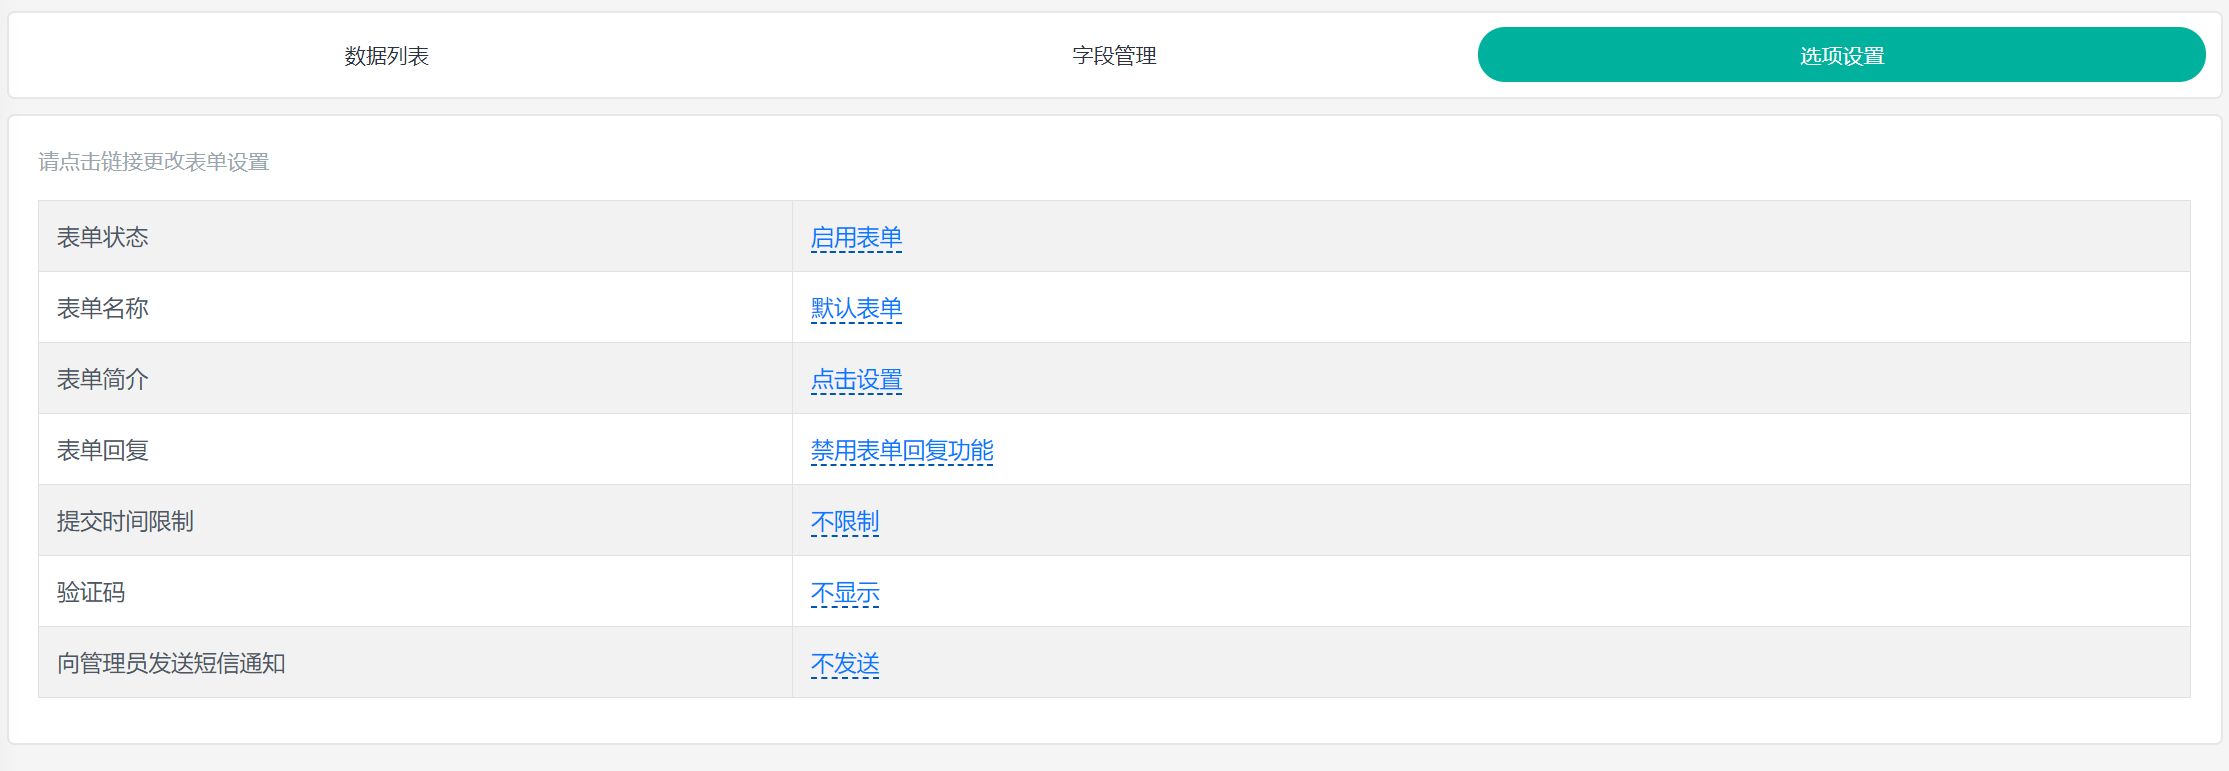 数据列表 字段管理 选项设置
请点击链接更改表单设置
表单状态 启用表单
表单名称 默认表单
表单简介 点击设置
表单回复 禁用表单回复功能
提交时间限制 不限制
验证码 不显示
向管理员发送短信通知 不发送